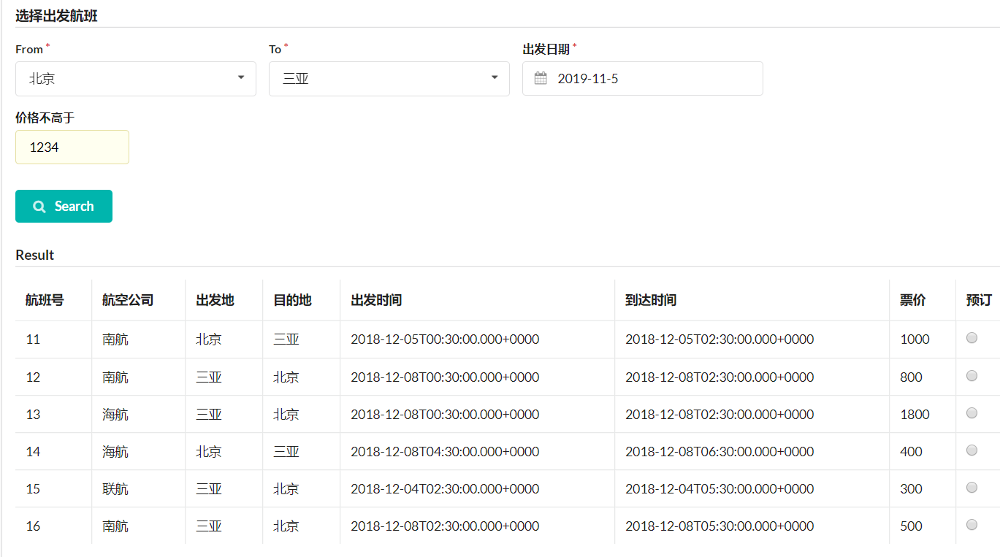 选择出发航班
From * To * 出发日期 *
北京 三亚 2019-11-5
价格不高于
1234
Search
Result
航班号 航空公司 出发地 目的地 出发时间 到达时间 票价 预订
11 南航 北京 三亚 2018-12-05T00:30:00.000+0000 2018-12-05T02:30:00.000+0000 1000
12 南航 三亚 北京 2018-12-08T00:30:00.000+0000 2018-12-08T02:30:00.000+0000 800
13 海航 三亚 北京 2018-12-08T00:30:00.000+0000 2018-12-08T02:30:00.000+0000 1800
14 海航 北京 三亚 2018-12-08T04:30:00.000+0000 2018-12-08T06:30:00.000+0000 400
15 联航 三亚 北京 2018-12-04T02:30:00.000+0000 2018-12-04T05:30:00.000+0000 300
16 南航 三亚 北京 2018-12-08T02:30:00.000+0000 2018-12-08T05:30:00.000+0000 500